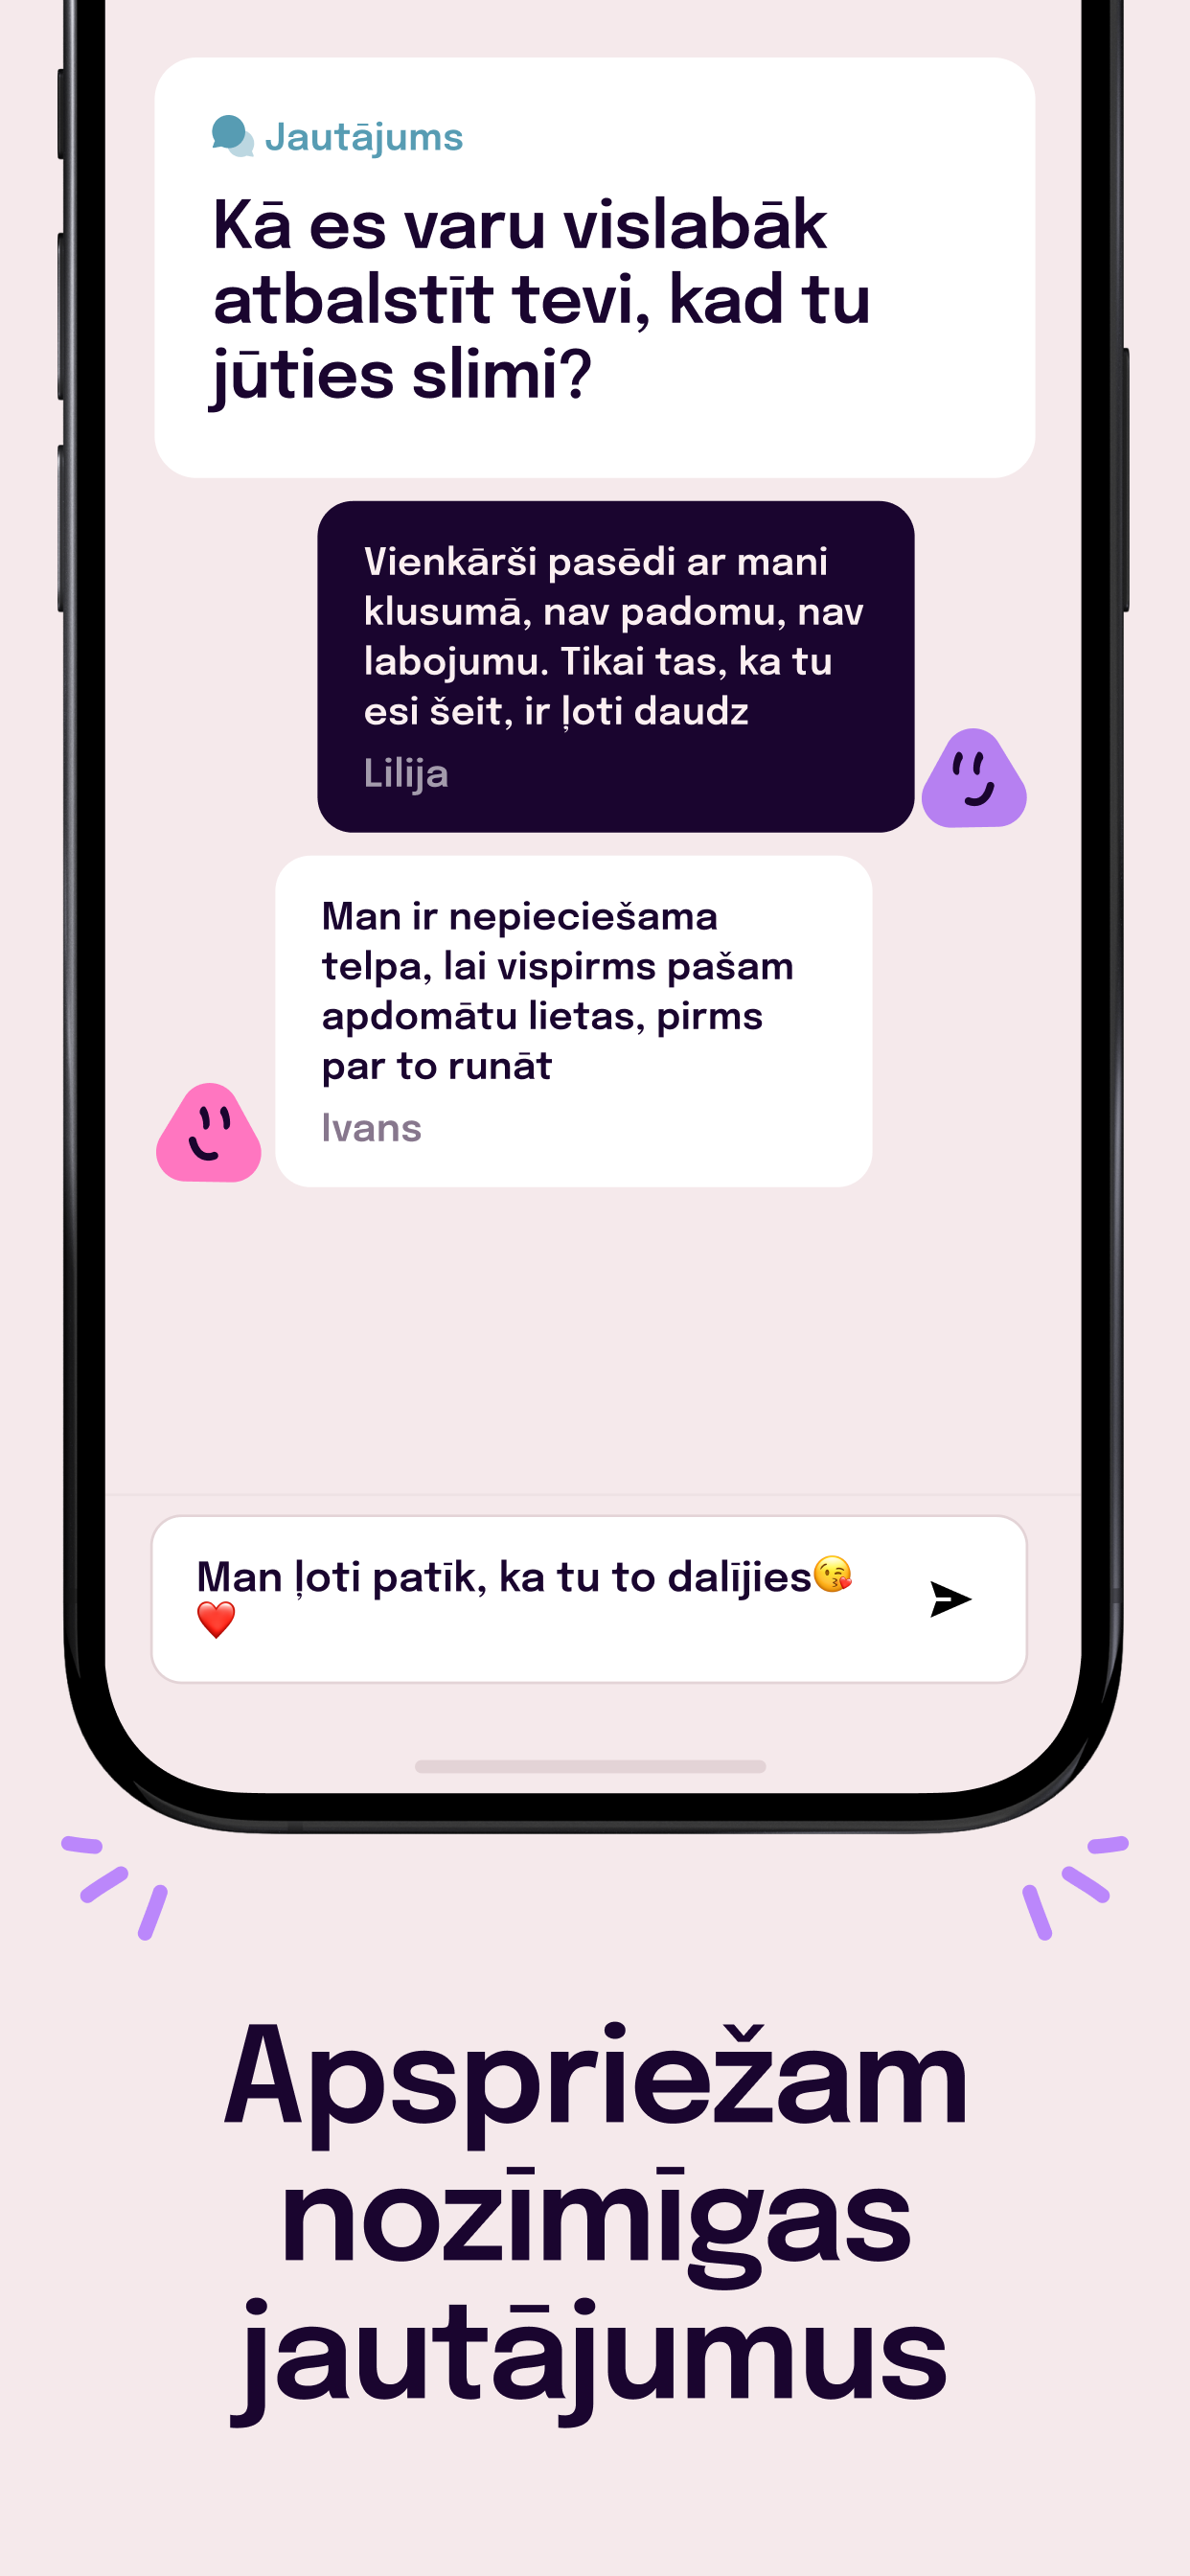 Jautājums
Kā es varu vislabāk
atbalstīt tevi, kad tu
jūties slimi?
Vienkārši pasēdi ar mani
klusumā, nav padomu, nav
labojumu. Tikai tas, ka tu
esi šeit, ir ļoti daudz
Lilija
Man ir nepieciešama
telpa, lai vispirms pašam
apdomātu lietas, pirms
par to runāt
Ivans
Man ļoti patīk, ka tu to dalījies😘
❤️
Apspriežam
nozīmīgas
jautājumus